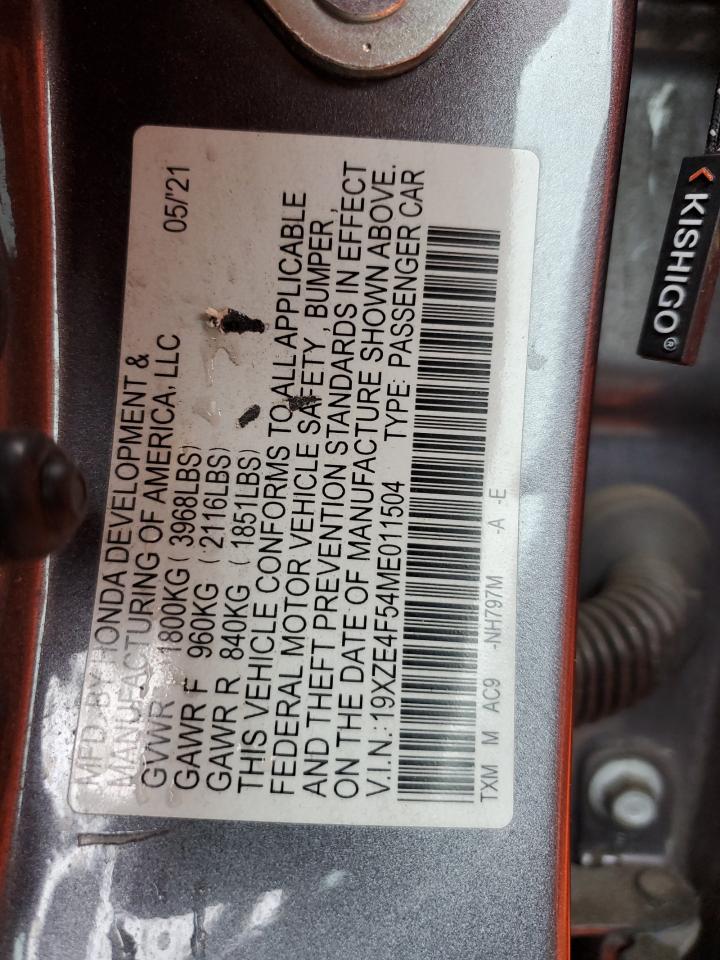 MFD. BY HONDA DEVELOPMENT &
MANUFACTURING OF AMERICA, LLC 05/'21
GVWR 1800KG ( 3968LBS)
GAWR F 960KG ( 2116LBS)
GAWR R 840KG ( 1851LBS)
THIS VEHICLE CONFORMS TO ALL APPLICABLE
FEDERAL MOTOR VEHICLE SAFETY , BUMPER ,
AND THEFT PREVENTION STANDARDS IN EFFECT
ON THE DATE OF MANUFACTURE SHOWN ABOVE.
V.I.N.:19XZE4F54ME011504 TYPE: PASSENGER CAR
TXM M AC9 -NH797M -A -E
KISHIGO®